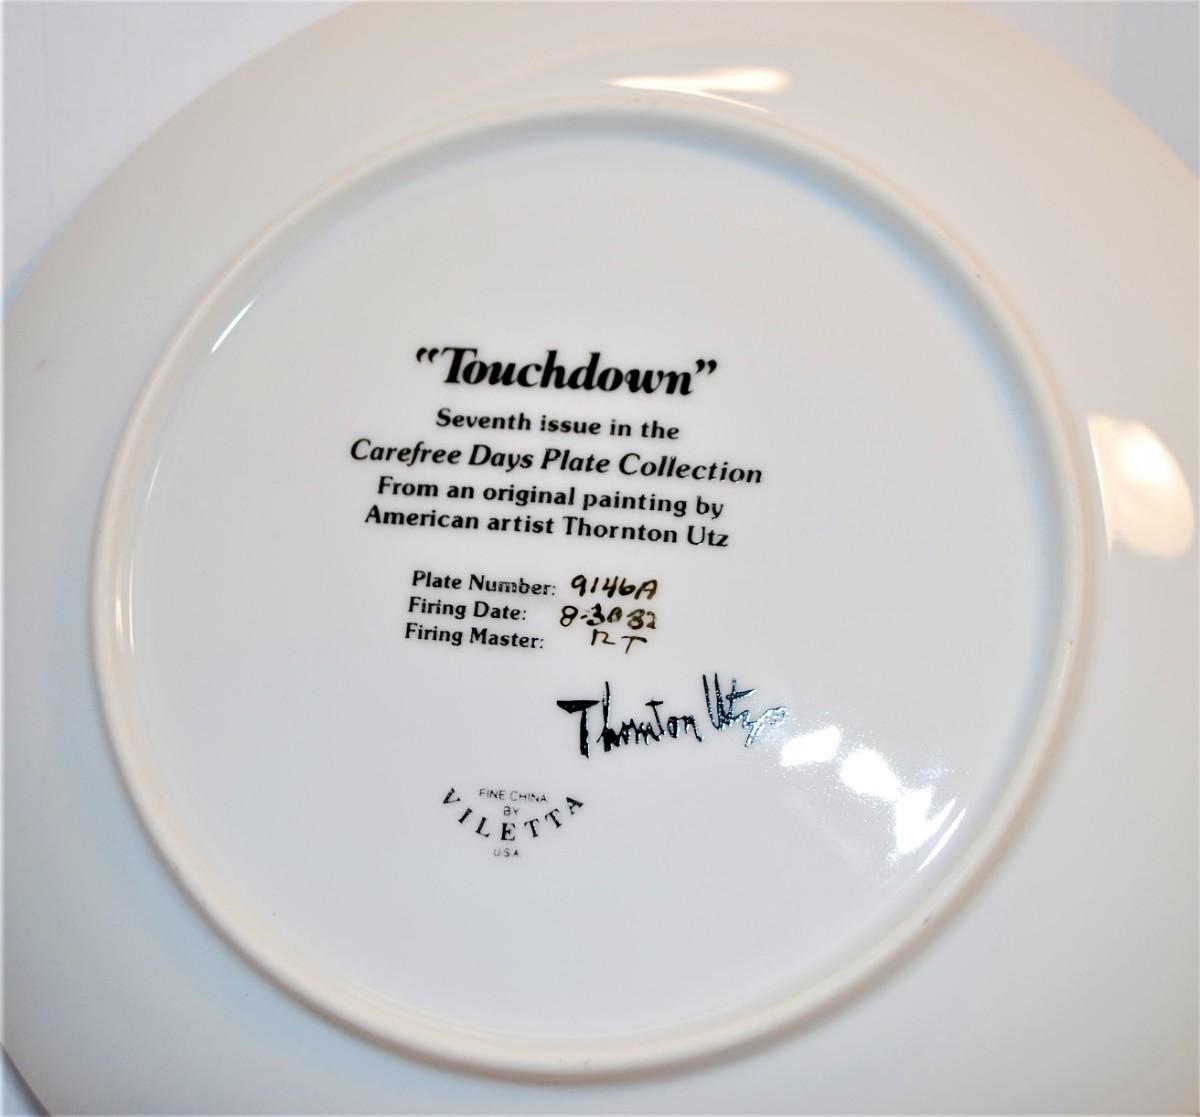 “Touchdown”
Seventh issue in the
Carefree Days Plate Collection
From an original painting by
American artist Thornton Utz
Plate Number: 9146A
Firing Date: 8-30 82
Firing Master: RT
Thornton Utz
FINE CHINA
BY
VILETTA
U.S.A.